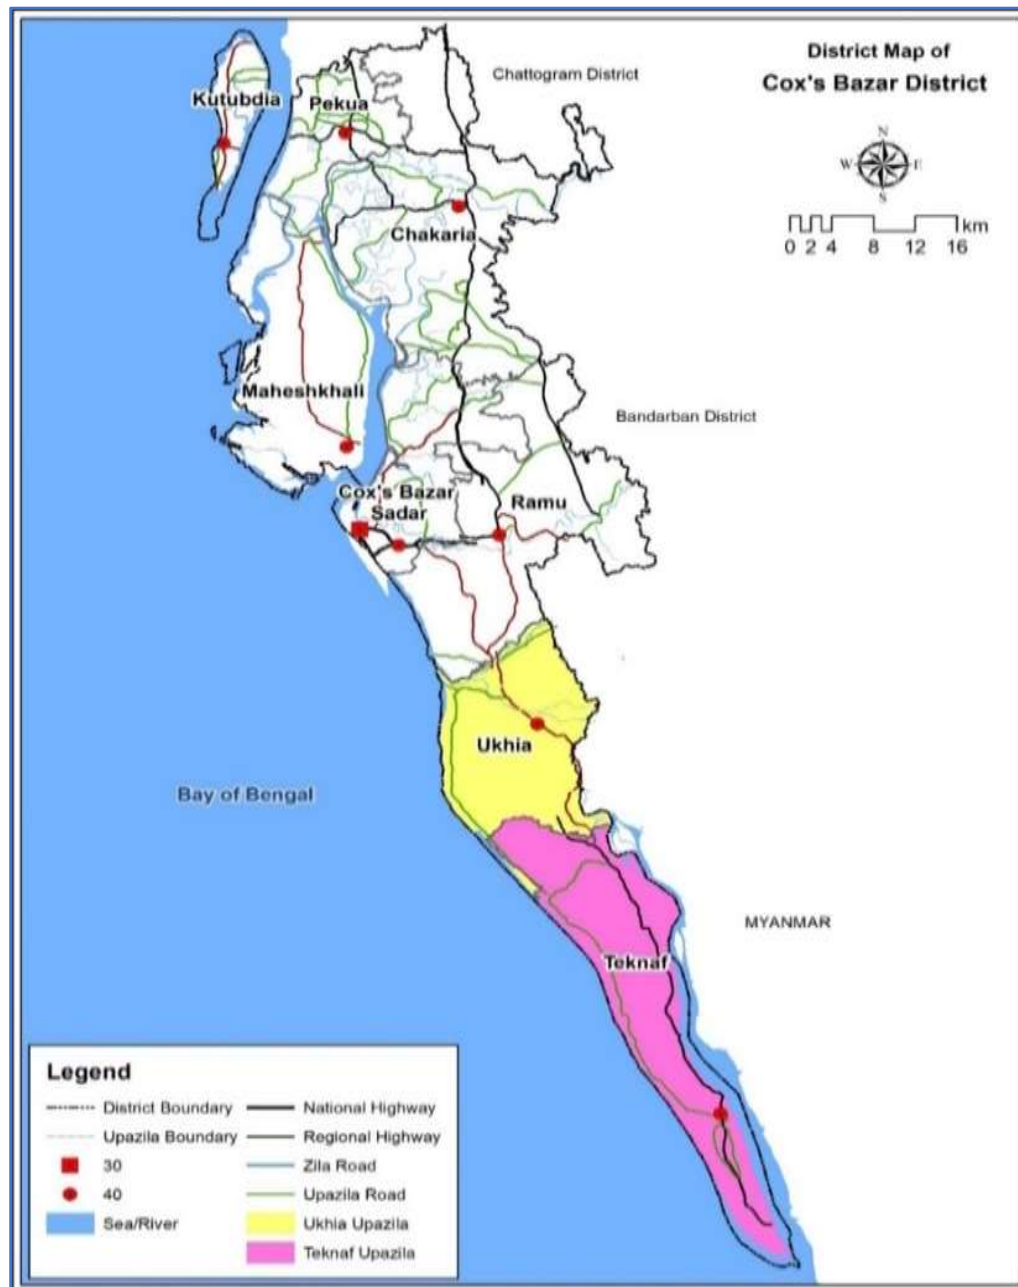 District Map of
Cox's Bazar District
Chattogram District
Kutubdia
Pekua
N
W
E
S
km
0 2 4 8 12 16
Chakaria
Maheshkhali
Bandarban District
Cox's Bazar
Sadar
Ramu
Ukhia
Bay of Bengal
MYANMAR
Teknaf
Legend
District Boundary
Upazila Boundary
30
40
Sea/River
National Highway
Regional Highway
Zila Road
Upazila Road
Ukhia Upazila
Teknaf Upazila